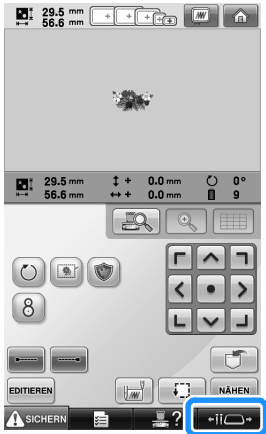 29.5 mm
56.6 mm
29.5 mm + 0.0 mm 0°
56.6 mm + 0.0 mm 9
8
EDITIEREN NÄHEN
SICHERN ?